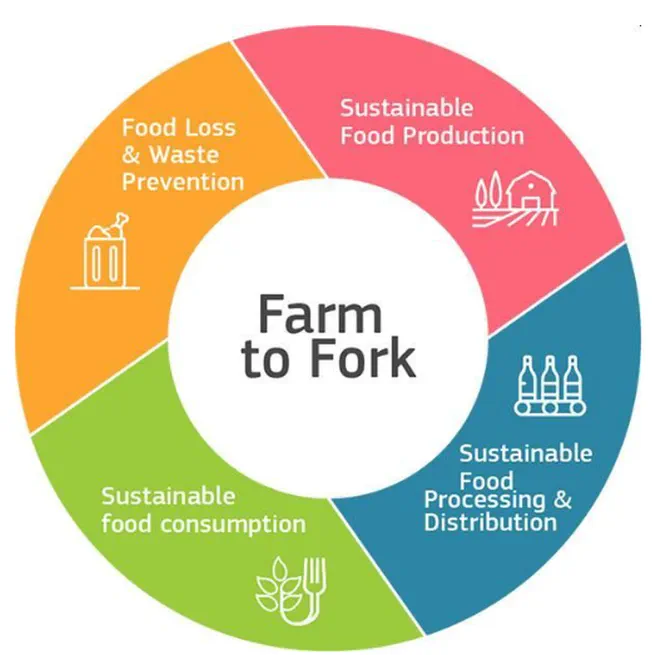 Sustainable
Food Production
Food Loss
& Waste
Prevention
Farm
to Fork
Sustainable
Food
Processing &
Distribution
Sustainable
food consumption